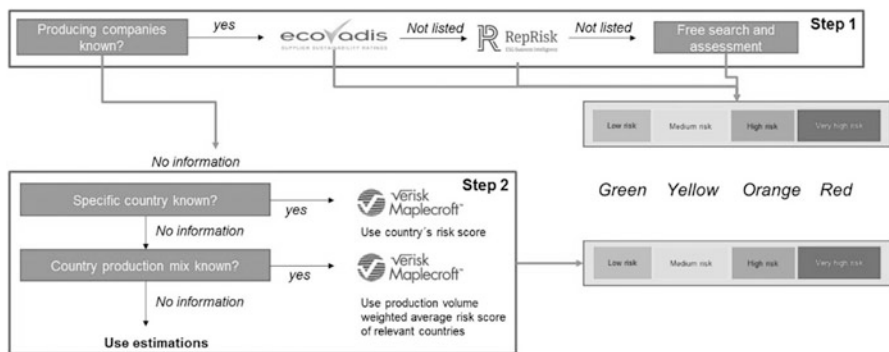 Producing companies
known?
yes
ecovadis
SUPPLIER SUSTAINABILITY RATINGS
Not listed
RepRisk
ESG Business Intelligence
Not listed
Free search and
assessment
Step 1
Low risk
Medium risk
High risk
Very high risk
No information
Step 2
Specific country known?
yes
verisk
Maplecroft™
Use country´s risk score
No information
Country production mix known?
yes
verisk
Maplecroft™
Use production volume
weighted average risk score
of relevant countries
No information
Use estimations
Green
Yellow
Orange
Red
Low risk
Medium risk
High risk
Very high risk